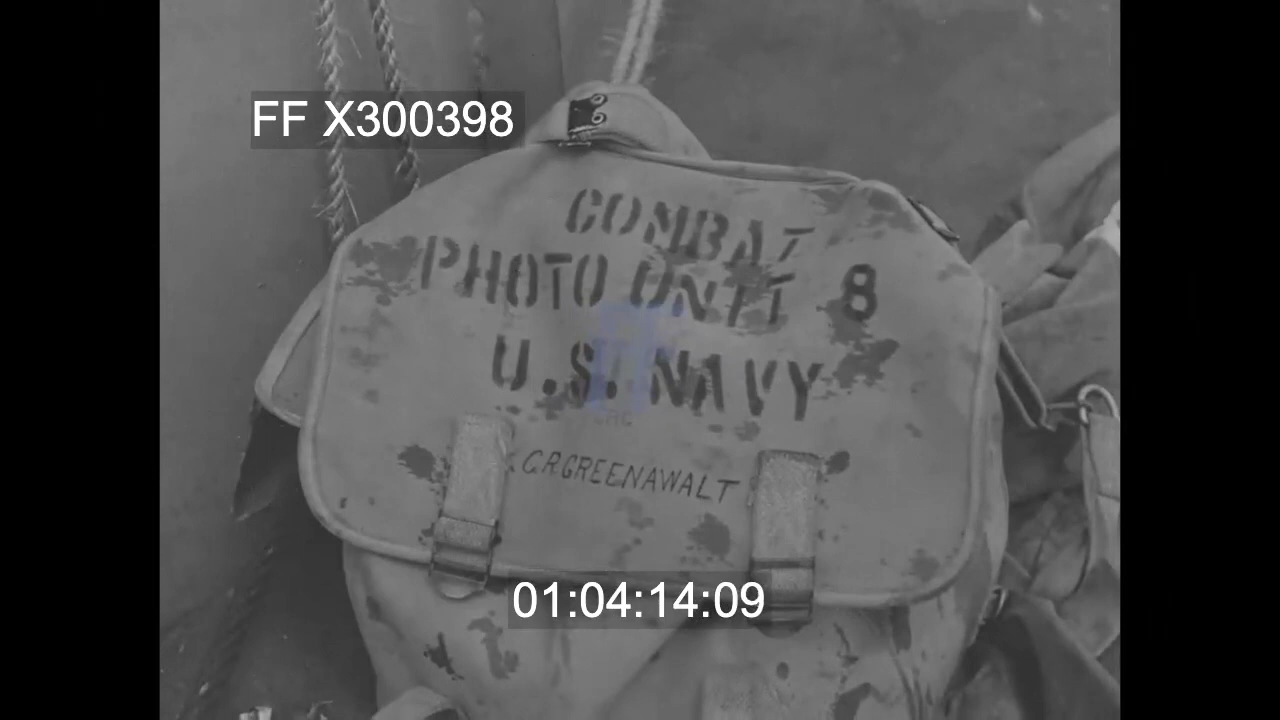 FF X300398
COMBAT
PHOTO UNIT 8
U.S. NAVY
C.R. GREENAWALT
01:04:14:09